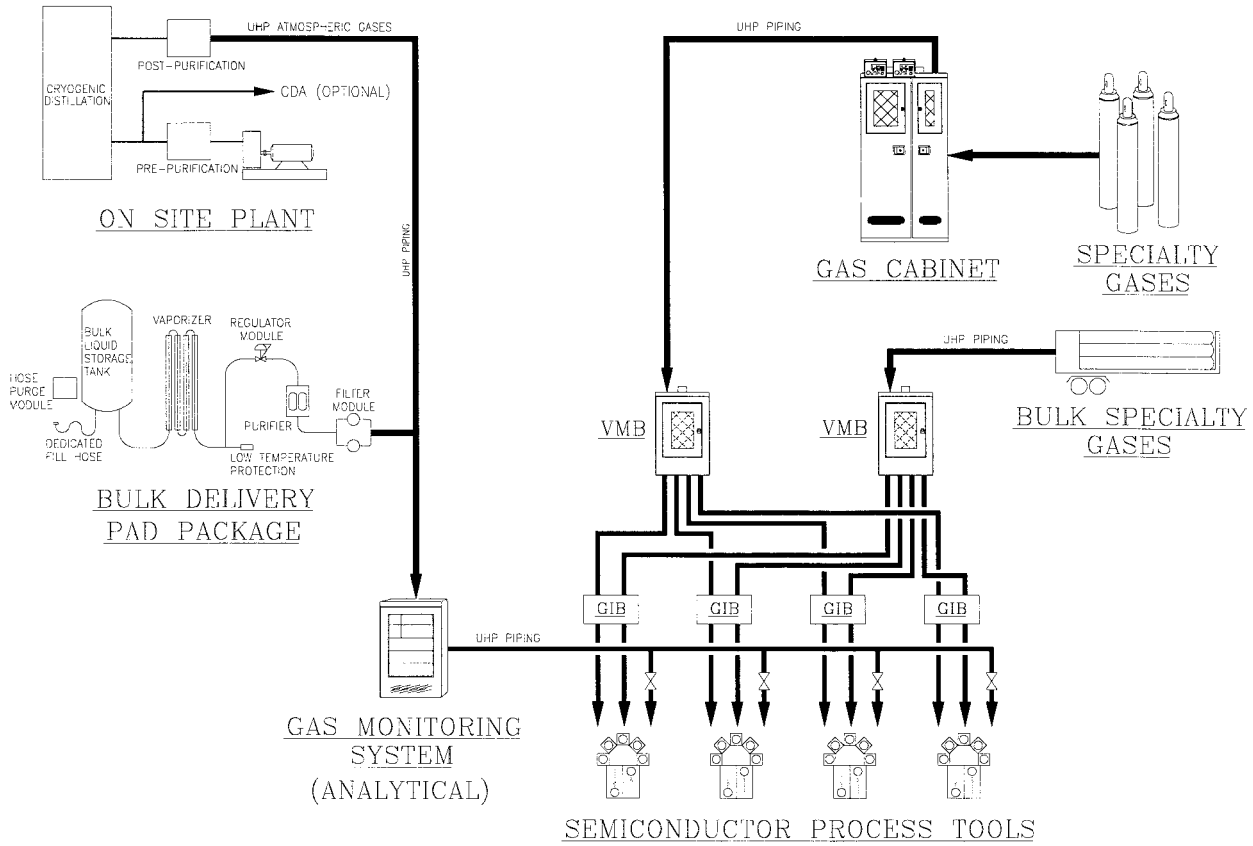 UHP ATMOSPHERIC GASES
POST-PURIFICATION
CRYOGENIC
DISTILLATION
CDA (OPTIONAL)
PRE-PURIFICATION
ON SITE PLANT
UHP PIPING
BULK
LIQUID
STORAGE
TANK
VAPORIZER
REGULATOR
MODULE
HOSE
PURGE
MODULE
DEDICATED
FILL HOSE
PURIFIER
FILTER
MODULE
LOW TEMPERATURE
PROTECTION
BULK DELIVERY
PAD PACKAGE
UHP PIPING
GAS CABINET
SPECIALTY
GASES
UHP PIPING
BULK SPECIALTY
GASES
VMB
VMB
GIB
GIB
GIB
GIB
UHP PIPING
GAS MONITORING
SYSTEM
(ANALYTICAL)
SEMICONDUCTOR PROCESS TOOLS